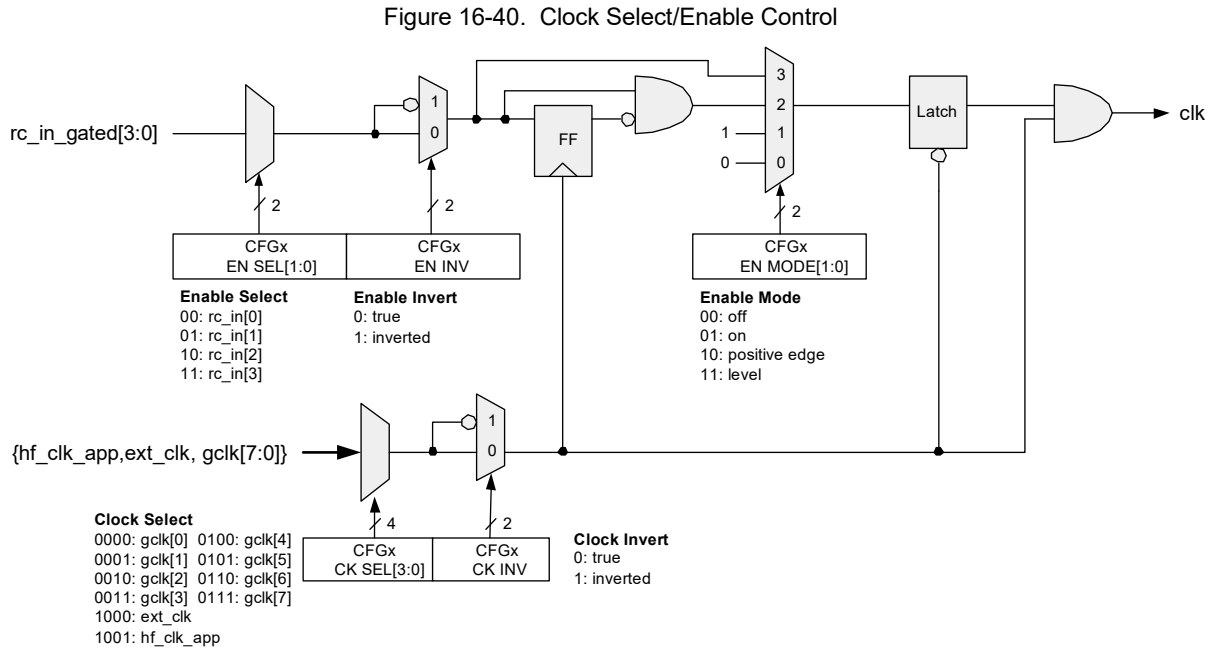 Figure 16-40.  Clock Select/Enable Control
3
1
2
rc_in_gated[3:0]
0
FF
1
1
0
0
Latch
clk
2
2
2
CFGx
EN SEL[1:0]
CFGx
EN INV
CFGx
EN MODE[1:0]
Enable Select
00: rc_in[0]
01: rc_in[1]
10: rc_in[2]
11: rc_in[3]
Enable Invert
0: true
1: inverted
Enable Mode
00: off
01: on
10: positive edge
11: level
{hf_clk_app,ext_clk, gclk[7:0]}
1
0
4
2
Clock Select
0000: gclk[0]  0100: gclk[4]
0001: gclk[1]  0101: gclk[5]
0010: gclk[2]  0110: gclk[6]
0011: gclk[3]  0111: gclk[7]
1000: ext_clk
1001: hf_clk_app
CFGx
CK SEL[3:0]
CFGx
CK INV
Clock Invert
0: true
1: inverted